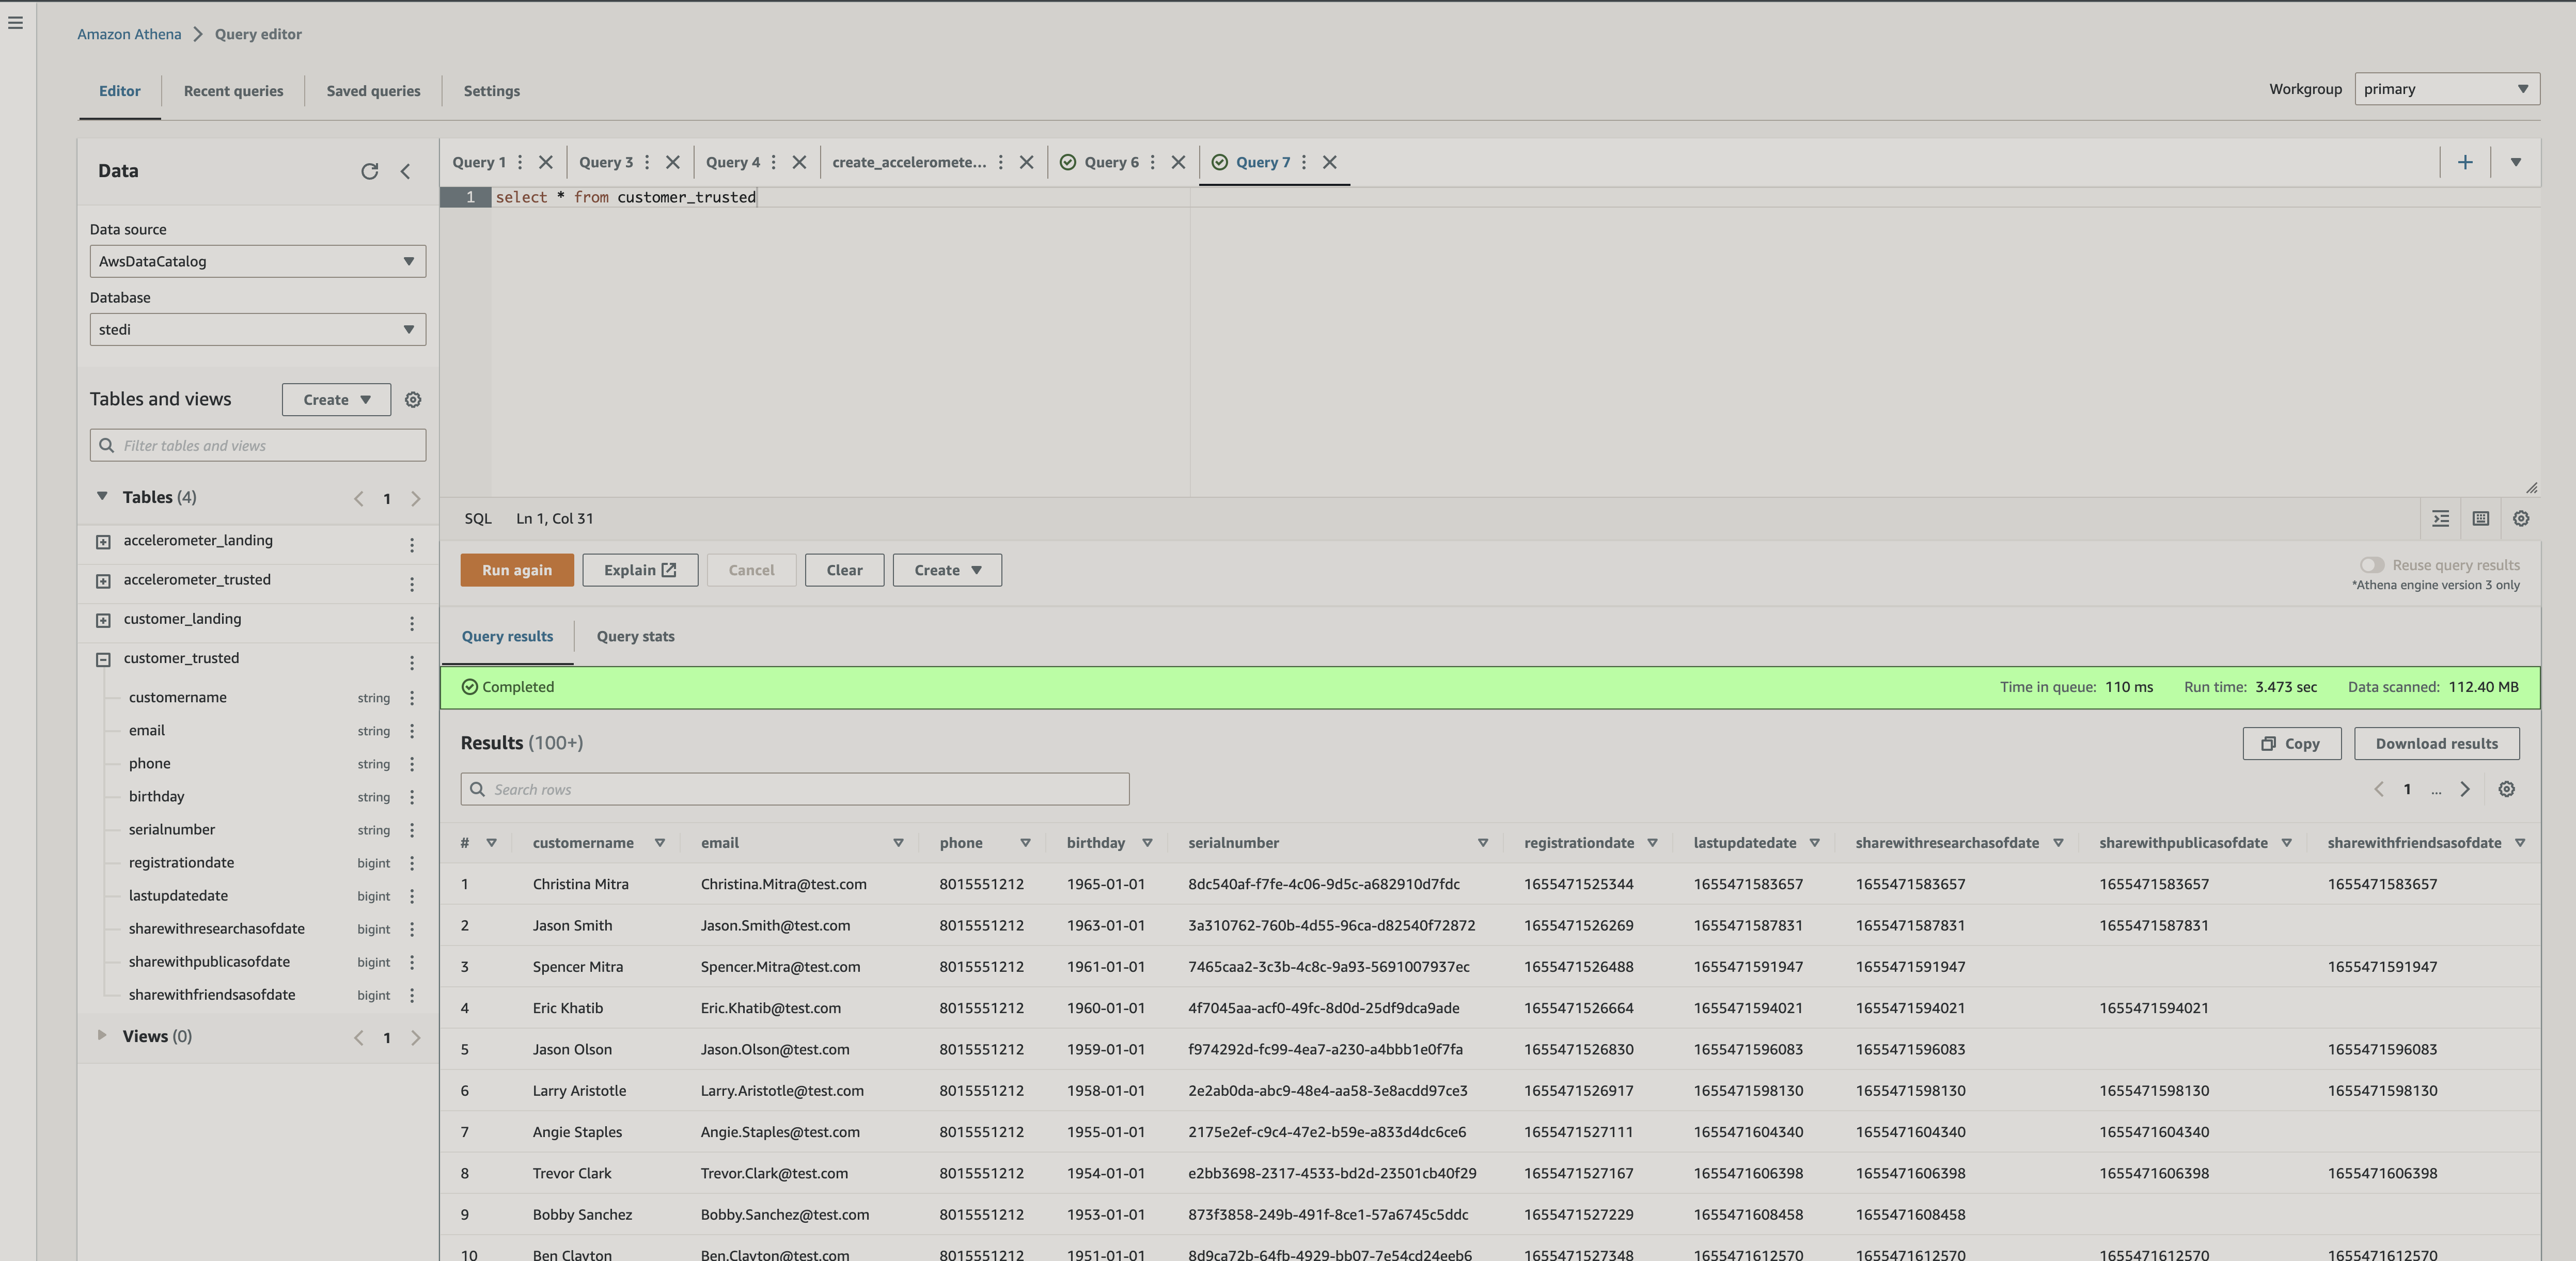 Amazon Athena > Query editor
Editor Recent queries Saved queries Settings
Workgroup primary
Data
Data source
AwsDataCatalog
Database
stedi
Tables and views Create
Filter tables and views
Tables (4) 1
accelerometer_landing
accelerometer_trusted
customer_landing
customer_trusted
customername string
email string
phone string
birthday string
serialnumber string
registrationdate bigint
lastupdatedate bigint
sharewithresearchasofdate bigint
sharewithpublicasofdate bigint
sharewithfriendsasofdate bigint
Views (0) 1
Query 1 Query 3 Query 4 create_acceleromete... Query 6 Query 7
1 select * from customer_trusted
SQL Ln 1, Col 31
Run again Explain Cancel Clear Create
Reuse query results
*Athena engine version 3 only
Query results Query stats
Completed Time in queue: 110 ms Run time: 3.473 sec Data scanned: 112.40 MB
Results (100+) Copy Download results
Search rows 1 ...
# customername email phone birthday serialnumber registrationdate lastupdatedate sharewithresearchasofdate sharewithpublicasofdate sharewithfriendsasofdate
1 Christina Mitra Christina.Mitra@test.com 8015551212 1965-01-01 8dc540af-f7fe-4c06-9d5c-a682910d7fdc 1655471525344 1655471583657 1655471583657 1655471583657 1655471583657
2 Jason Smith Jason.Smith@test.com 8015551212 1963-01-01 3a310762-760b-4d55-96ca-d82540f72872 1655471526269 1655471587831 1655471587831 1655471587831
3 Spencer Mitra Spencer.Mitra@test.com 8015551212 1961-01-01 7465caa2-3c3b-4c8c-9a93-5691007937ec 1655471526488 1655471591947 1655471591947 1655471591947
4 Eric Khatib Eric.Khatib@test.com 8015551212 1960-01-01 4f7045aa-acf0-49fc-8d0d-25df9dca9ade 1655471526664 1655471594021 1655471594021 1655471594021
5 Jason Olson Jason.Olson@test.com 8015551212 1959-01-01 f974292d-fc99-4ea7-a230-a4bbb1e0f7fa 1655471526830 1655471596083 1655471596083 1655471596083
6 Larry Aristotle Larry.Aristotle@test.com 8015551212 1958-01-01 2e2ab0da-abc9-48e4-aa58-3e8acdd97ce3 1655471526917 1655471598130 1655471598130 1655471598130 1655471598130
7 Angie Staples Angie.Staples@test.com 8015551212 1955-01-01 2175e2ef-c9c4-47e2-b59e-a833d4dc6ce6 1655471527111 1655471604340 1655471604340 1655471604340
8 Trevor Clark Trevor.Clark@test.com 8015551212 1954-01-01 e2bb3698-2317-4533-bd2d-23501cb40f29 1655471527167 1655471606398 1655471606398 1655471606398 1655471606398
9 Bobby Sanchez Bobby.Sanchez@test.com 8015551212 1953-01-01 873f3858-249b-491f-8ce1-57a6745c5ddc 1655471527229 1655471608458 1655471608458
10 Ben Clayton Ben.Clayton@test.com 8015551212 1951-01-01 8d9ca72b-64fb-4929-bb07-7e54cd24eeb6 1655471527348 1655471612570 1655471612570 1655471612570 1655471612570